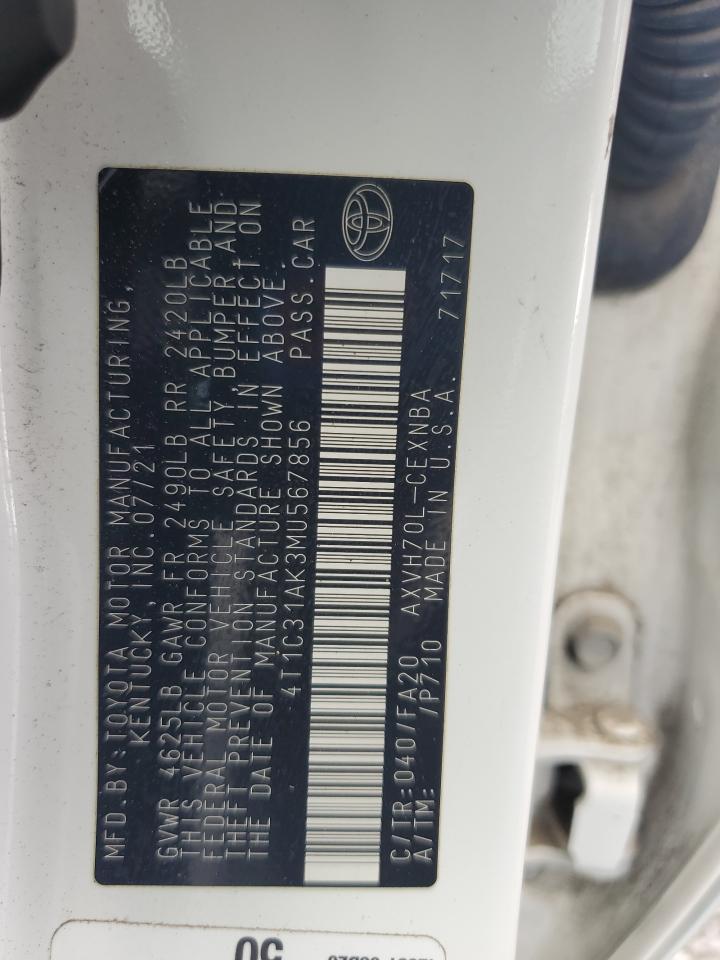 MFD.BY:TOYOTA MOTOR MANUFACTURING,
KENTUCKY, INC.07/21
GVWR 4625LB GAWR FR 2490LB RR 2420LB
THIS VEHICLE CONFORMS TO ALL APPLICABLE
FEDERAL MOTOR VEHICLE SAFETY,BUMPER,AND
THEFT PREVENTION STANDARDS IN EFFECT ON
THE DATE OF MANUFACTURE SHOWN ABOVE.
4T1C31AK3MU567856 PASS.CAR
C/TR:040/FA20 AXVH70L-CEXNBA
A/TM: /P710 MADE IN U.S.A. 71717
50